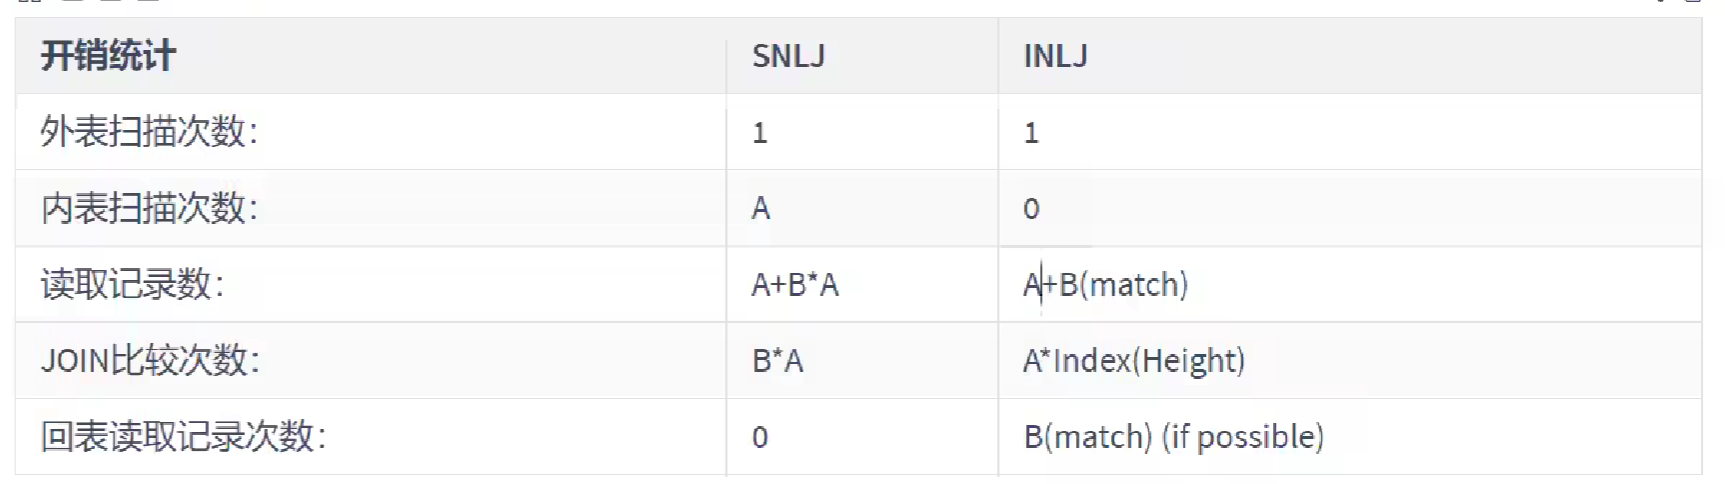 开销统计 SNLJ INLJ
外表扫描次数： 1 1
内表扫描次数： A 0
读取记录数： A+B*A A+B(match)
JOIN比较次数： B*A A*Index(Height)
回表读取记录次数： 0 B(match) (if possible)